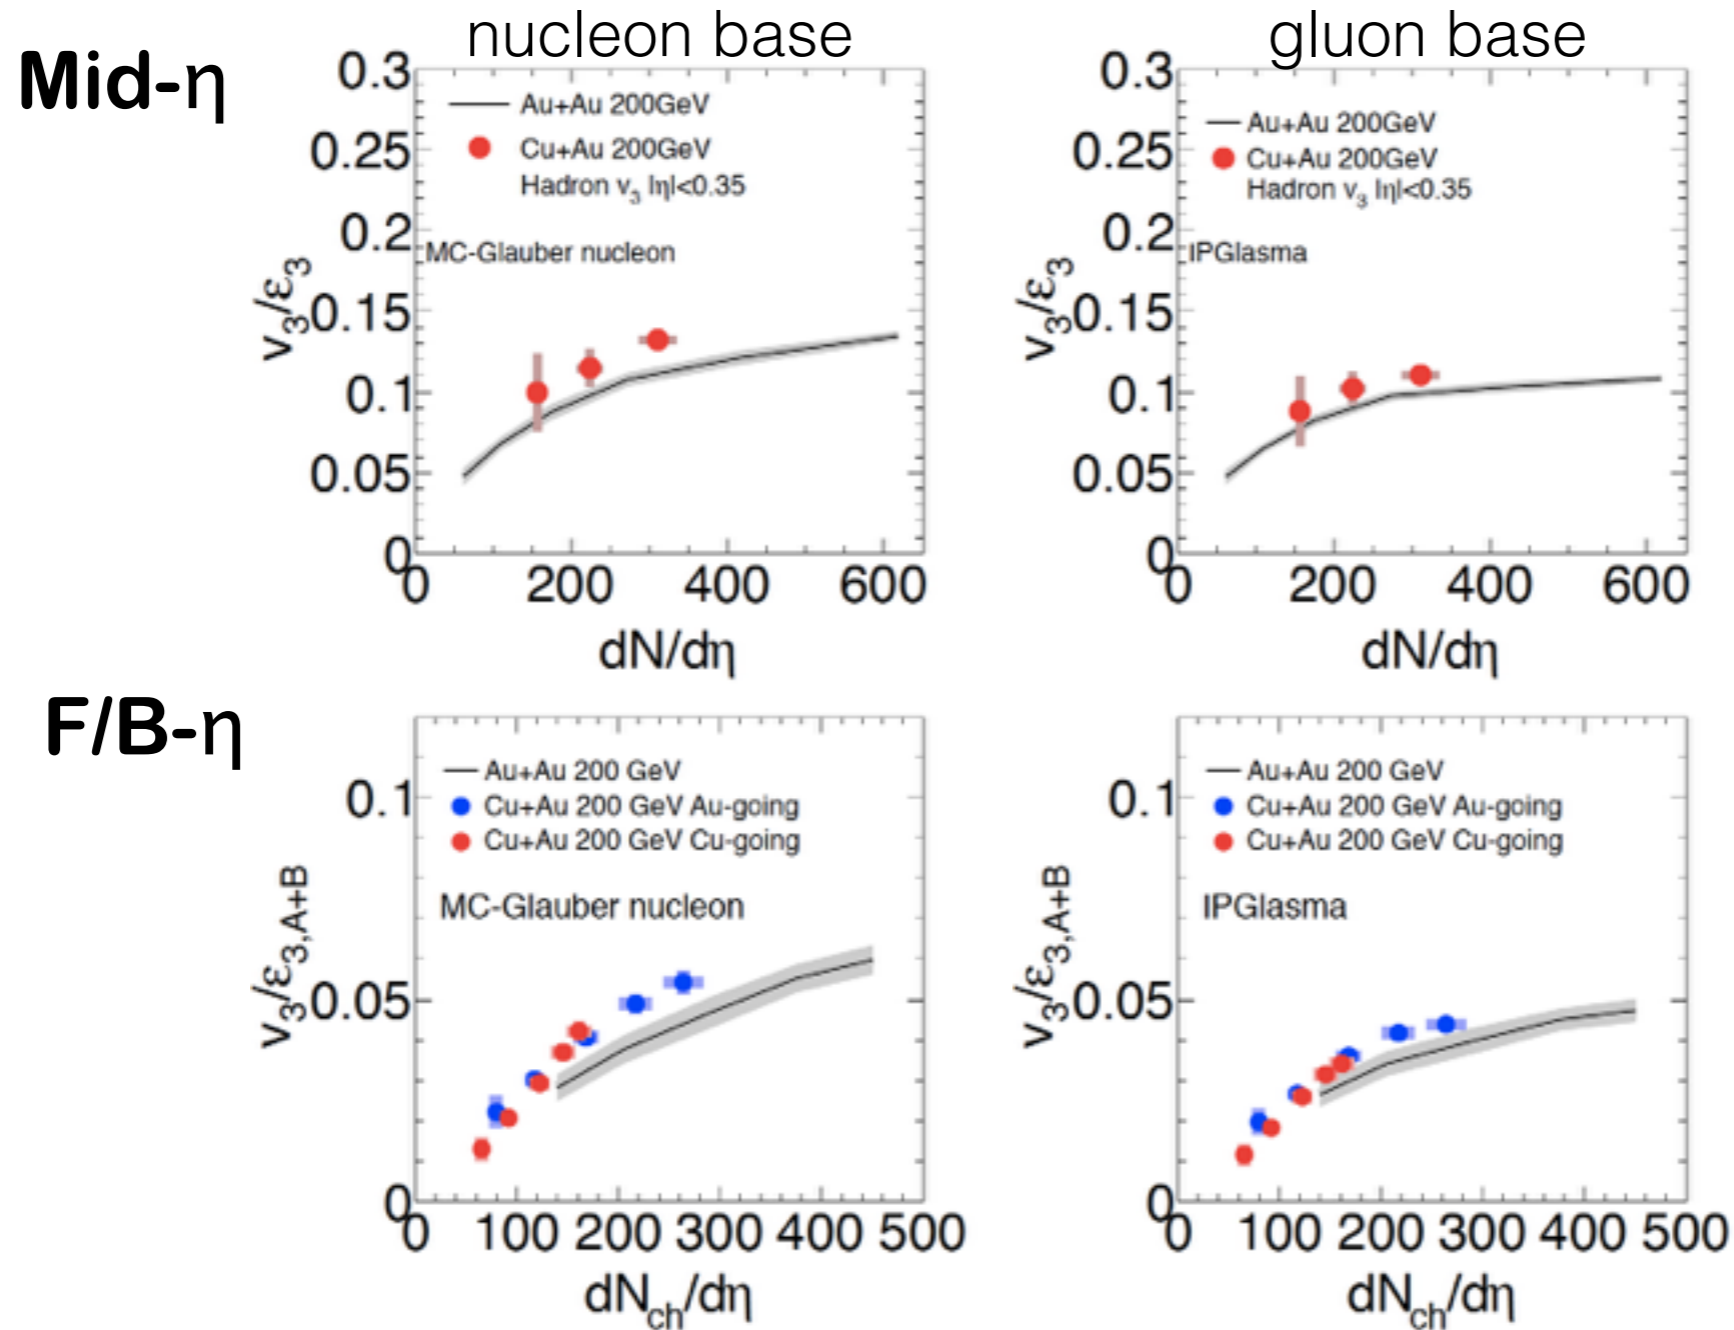 nucleon base
gluon base
Mid-η
0.3
0.25
0.2
0.15
0.1
0.05
0
v3/ε3
Au+Au 200GeV
Cu+Au 200GeV
Hadron v3 |η|<0.35
MC-Glauber nucleon
0 200 400 600
dN/dη
0.3
0.25
0.2
0.15
0.1
0.05
0
v3/ε3
Au+Au 200GeV
Cu+Au 200GeV
Hadron v3 |η|<0.35
IPGlasma
0 200 400 600
dN/dη
F/B-η
0.1
0.05
0
v3/ε3,A+B
Au+Au 200 GeV
Cu+Au 200 GeV Au-going
Cu+Au 200 GeV Cu-going
MC-Glauber nucleon
0 100 200 300 400 500
dNch/dη
0.1
0.05
0
v3/ε3,A+B
Au+Au 200 GeV
Cu+Au 200 GeV Au-going
Cu+Au 200 GeV Cu-going
IPGlasma
0 100 200 300 400 500
dNch/dη